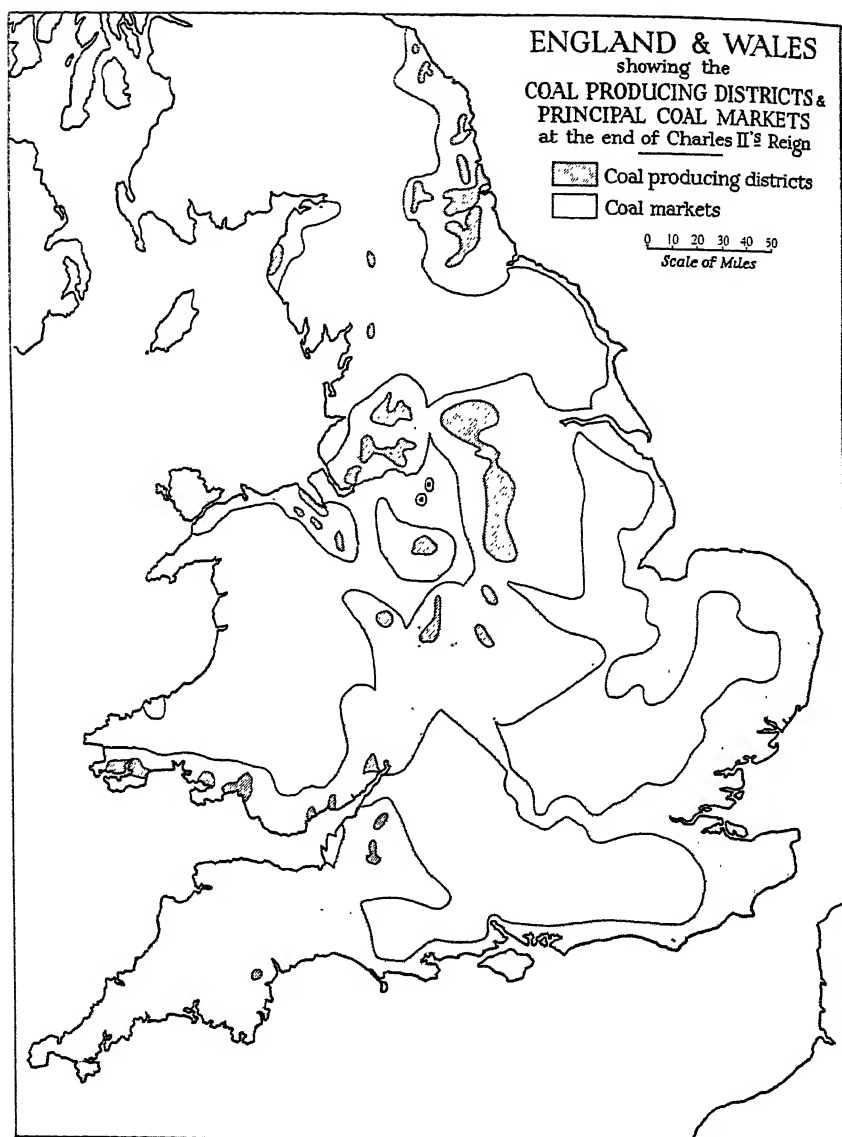 ENGLAND & WALES
showing the
COAL PRODUCING DISTRICTS &
PRINCIPAL COAL MARKETS
at the end of Charles II's Reign
Coal producing districts
Coal markets
0 10 20 30 40 50
Scale of Miles